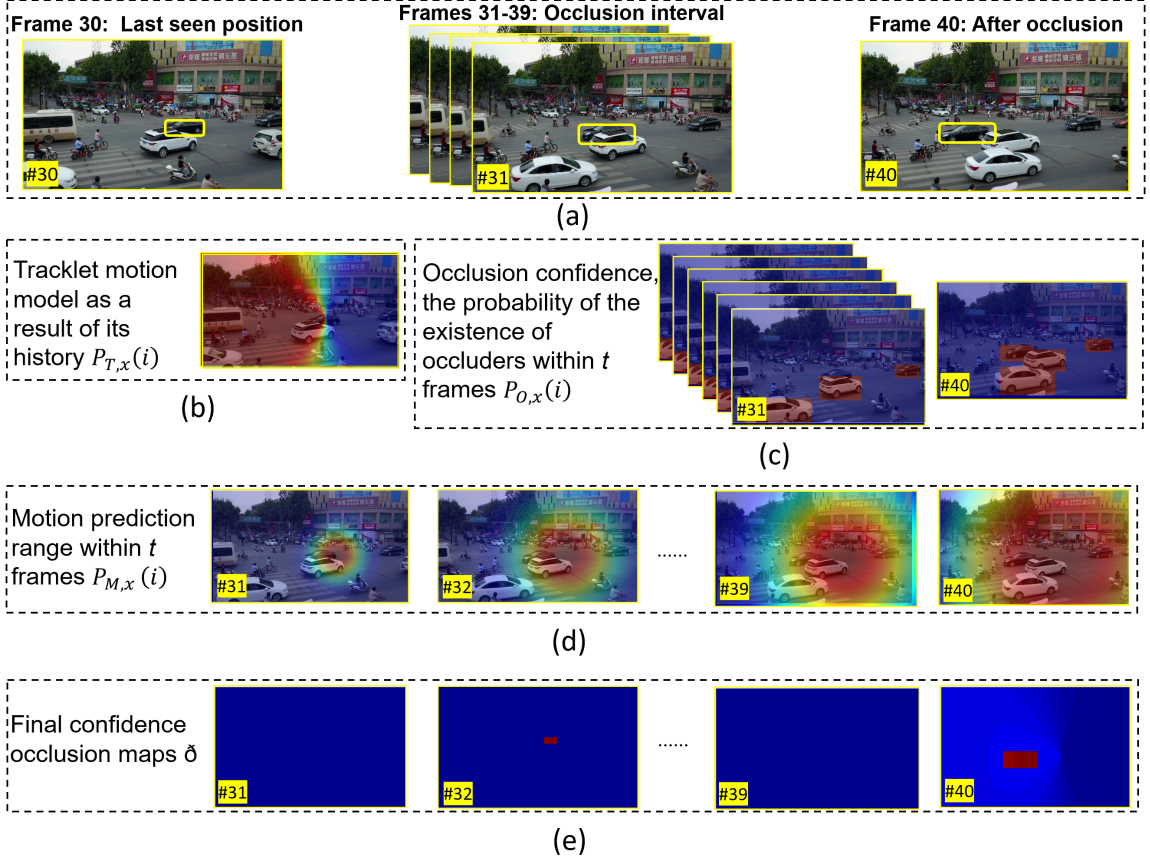 Frame 30:  Last seen position
Frames 31-39: Occlusion interval
Frame 40: After occlusion
#30
#31
#40
(a)
Tracklet motion
model as a
result of its
history P_{T,x}(i)
(b)
Occlusion confidence,
the probability of the
existence of
occluders within t
frames P_{O,x}(i)
#31
#40
(c)
Motion prediction
range within t
frames P_{M,x} (i)
#31
#32
......
#39
#40
(d)
Final confidence
occlusion maps ð
#31
#32
......
#39
#40
(e)